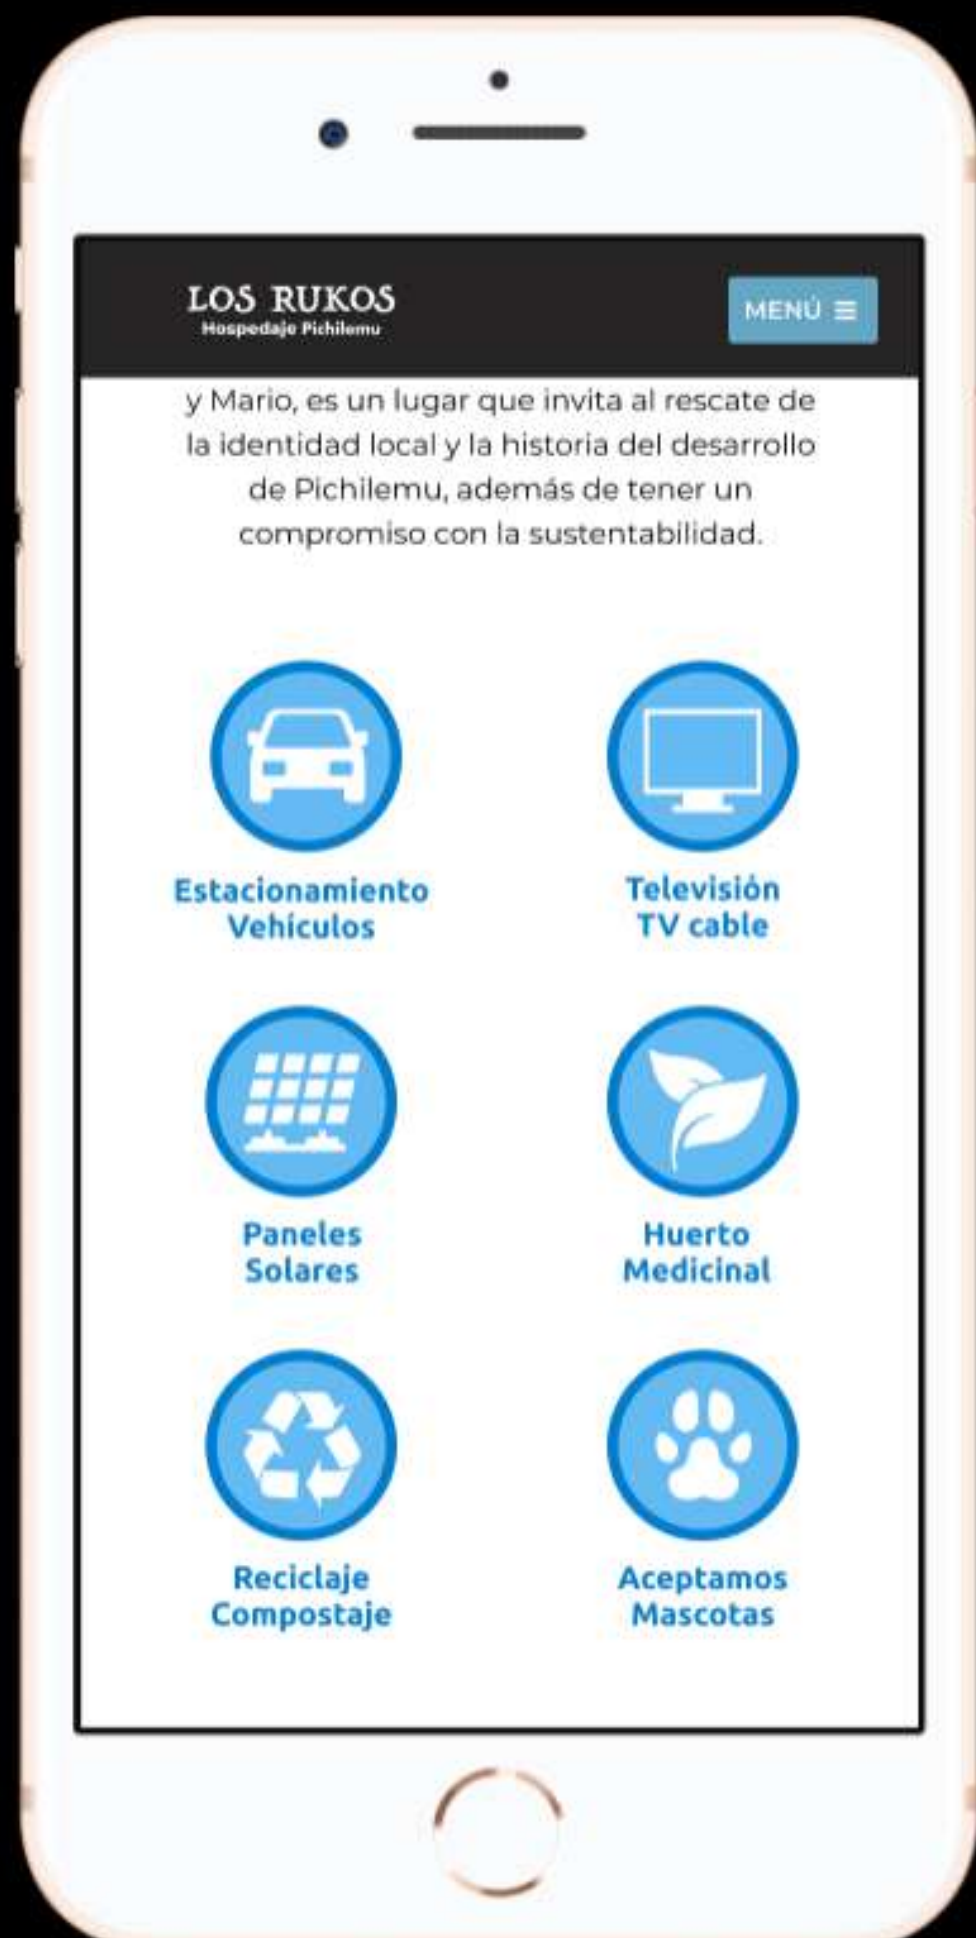 LOS RUKOS
Hospedaje Pichilemu
MENÚ
y Mario, es un lugar que invita al rescate de
la identidad local y la historia del desarrollo
de Pichilemu, además de tener un
compromiso con la sustentabilidad.
Estacionamiento
Vehículos
Televisión
TV cable
Paneles
Solares
Huerto
Medicinal
Reciclaje
Compostaje
Aceptamos
Mascotas